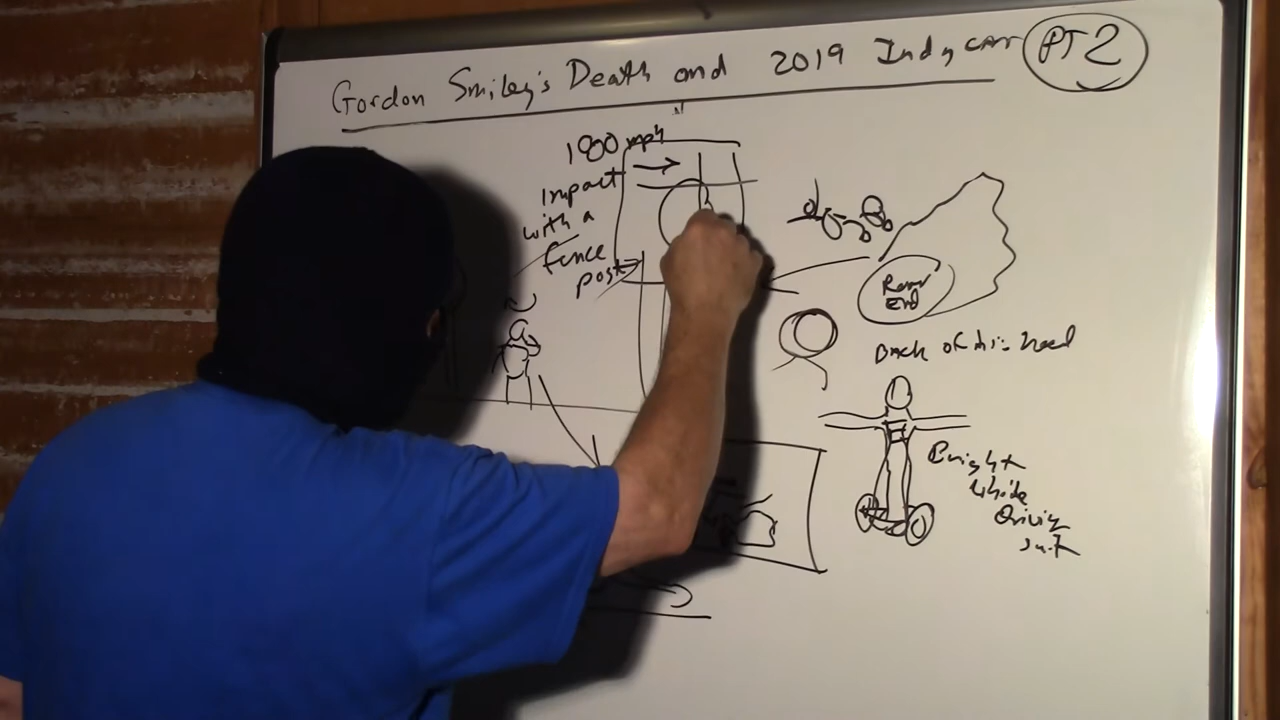 Gordon Smiley's Death and 2019 Indycar
PT 2
180 mph
impact
with a
fence
post
Rear
End
Back of his head
Bright
White
Driving
suit